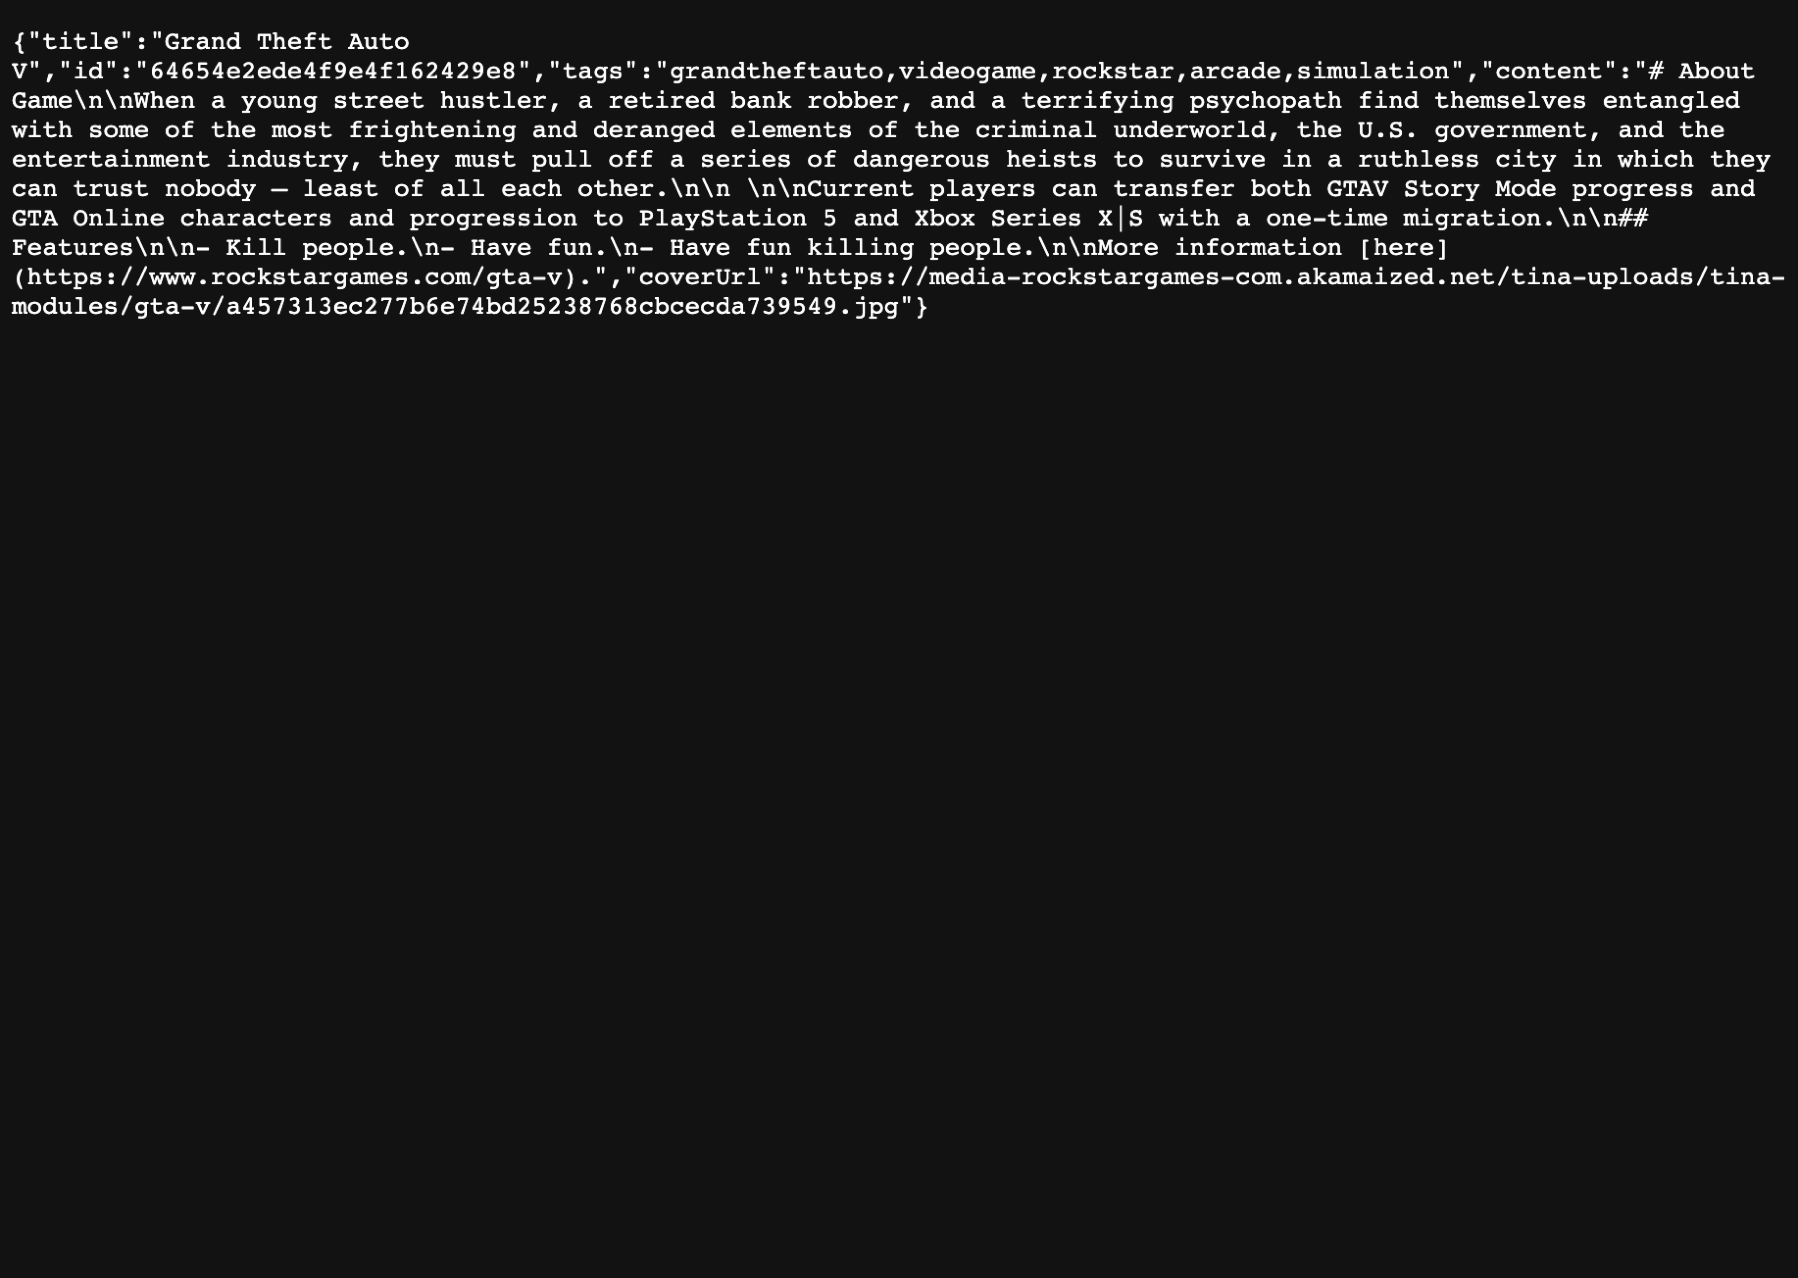 {"title":"Grand Theft Auto
V","id":"64654e2ede4f9e4f162429e8","tags":"grandtheftauto,videogame,rockstar,arcade,simulation","content":"# About
Game\n\nWhen a young street hustler, a retired bank robber, and a terrifying psychopath find themselves entangled
with some of the most frightening and deranged elements of the criminal underworld, the U.S. government, and the
entertainment industry, they must pull off a series of dangerous heists to survive in a ruthless city in which they
can trust nobody — least of all each other.\n\n \n\nCurrent players can transfer both GTAV Story Mode progress and
GTA Online characters and progression to PlayStation 5 and Xbox Series X|S with a one-time migration.\n\n##
Features\n\n- Kill people.\n- Have fun.\n- Have fun killing people.\n\nMore information [here]
(https://www.rockstargames.com/gta-v).","coverUrl":"https://media-rockstargames-com.akamaized.net/tina-uploads/tina-
modules/gta-v/a457313ec277b6e74bd25238768cbcecda739549.jpg"}